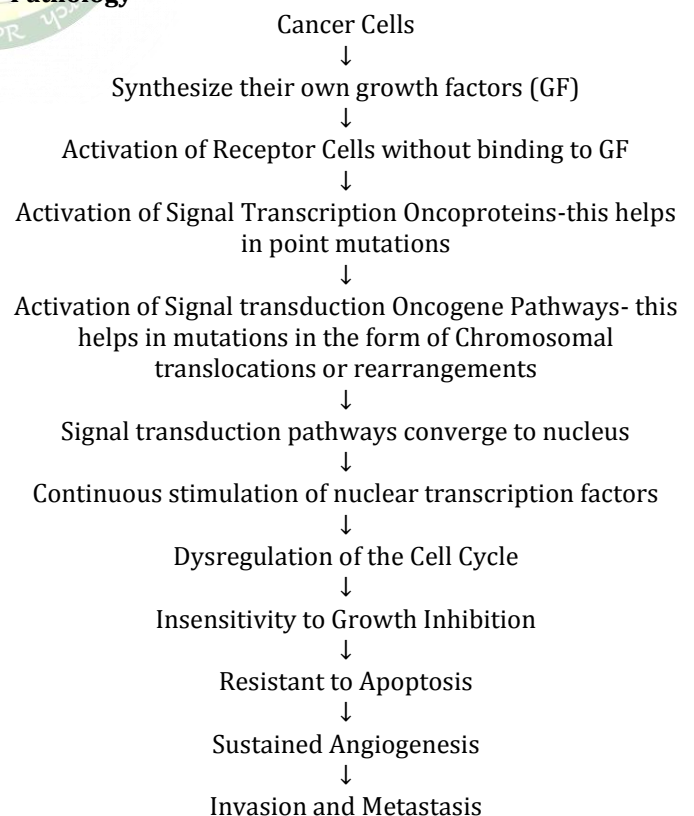 Pathology
Cancer Cells
↓
Synthesize their own growth factors (GF)
↓
Activation of Receptor Cells without binding to GF
↓
Activation of Signal Transcription Oncoproteins-this helps
in point mutations
↓
Activation of Signal transduction Oncogene Pathways- this
helps in mutations in the form of Chromosomal
translocations or rearrangements
↓
Signal transduction pathways converge to nucleus
↓
Continuous stimulation of nuclear transcription factors
↓
Dysregulation of the Cell Cycle
↓
Insensitivity to Growth Inhibition
↓
Resistant to Apoptosis
↓
Sustained Angiogenesis
↓
Invasion and Metastasis